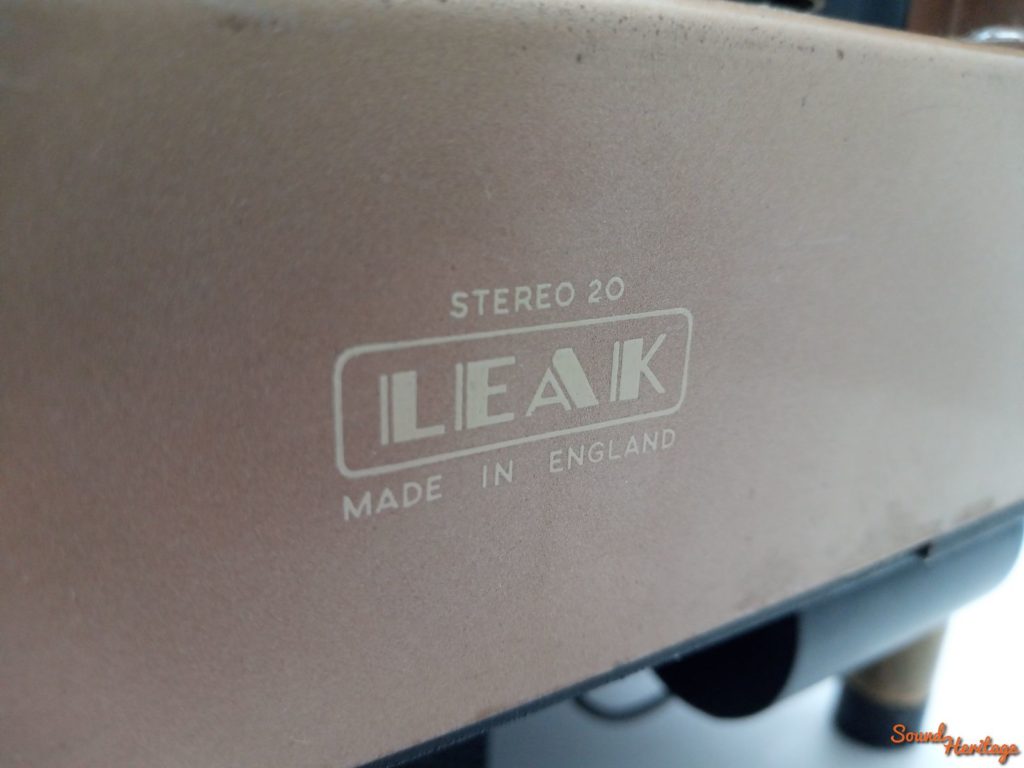 STEREO 20
LEAK
MADE IN ENGLAND
Sound
Heritage